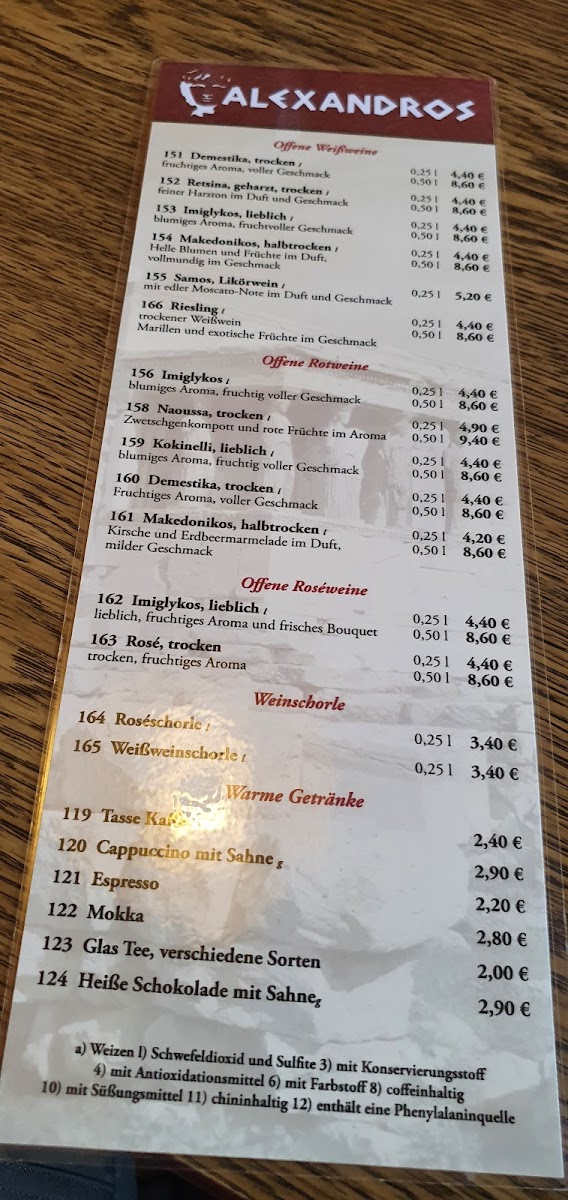 ALEXANDROS
Offene Weißweine
151 Demestika, trocken l
fruchtiges Aroma, voller Geschmack 0,25 l 4,40 €
0,50 l 8,60 €
152 Retsina, geharzt, trocken l
feiner Harzton im Duft und Geschmack 0,25 l 4,40 €
0,50 l 8,60 €
153 Imiglykos, lieblich l
blumiges Aroma, fruchtvoller Geschmack 0,25 l 4,40 €
0,50 l 8,60 €
154 Makedonikos, halbtrocken l
Helle Blumen und Früchte im Duft, 0,25 l 4,40 €
vollmundig im Geschmack 0,50 l 8,60 €
155 Samos, Likörwein l
mit edler Moscato-Note im Duft und Geschmack 0,25 l 5,20 €
166 Riesling l
trockener Weißwein 0,25 l 4,40 €
Marillen und exotische Früchte im Geschmack 0,50 l 8,60 €
Offene Rotweine
156 Imiglykos l
blumiges Aroma, fruchtig voller Geschmack 0,25 l 4,40 €
0,50 l 8,60 €
158 Naoussa, trocken l
Zwetschgenkompott und rote Früchte im Aroma 0,25 l 4,90 €
0,50 l 9,40 €
159 Kokinelli, lieblich l
blumiges Aroma, fruchtig voller Geschmack 0,25 l 4,40 €
0,50 l 8,60 €
160 Demestika, trocken l
Fruchtiges Aroma, voller Geschmack 0,25 l 4,40 €
0,50 l 8,60 €
161 Makedonikos, halbtrocken l
Kirsche und Erdbeermarmelade im Duft, 0,25 l 4,20 €
milder Geschmack 0,50 l 8,60 €
Offene Roséweine
162 Imiglykos, lieblich l
lieblich, fruchtiges Aroma und frisches Bouquet 0,25 l 4,40 €
0,50 l 8,60 €
163 Rosé, trocken
trocken, fruchtiges Aroma 0,25 l 4,40 €
0,50 l 8,60 €
Weinschorle
164 Roséschorle l 0,25 l 3,40 €
165 Weißweinschorle l 0,25 l 3,40 €
Warme Getränke
119 Tasse 2,40 €
120 Cappuccino mit Sahne g 2,90 €
121 Espresso 2,20 €
122 Mokka 2,80 €
123 Glas Tee, verschiedene Sorten 2,00 €
124 Heiße Schokolade mit Sahne g 2,90 €
a) Weizen l) Schwefeldioxid und Sulfite 3) mit Konservierungsstoff
4) mit Antioxidationsmittel 6) mit Farbstoff 8) coffeinhaltig
10) mit Süßungsmittel 11) chininhaltig 12) enthält eine Phenylalaninquelle